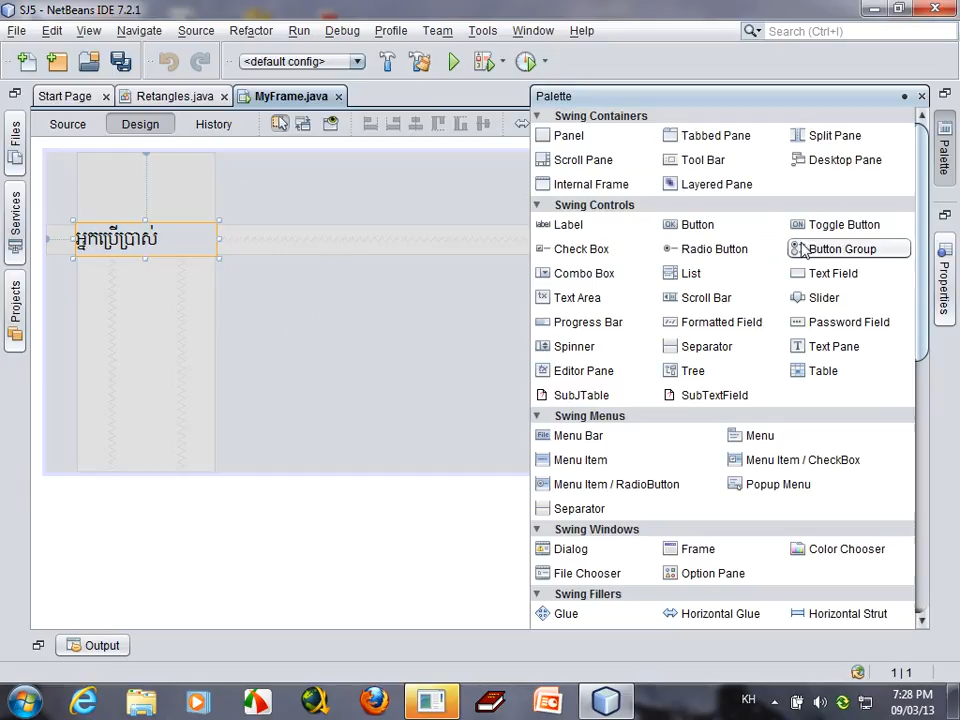 SJ5 - NetBeans IDE 7.2.1
File Edit View Navigate Source Refactor Run Debug Profile Team Tools Window Help
Search (Ctrl+I)
<default config>
Start Page
Retangles.java
MyFrame.java
Source Design History
Files
Services
Projects
អ្នកប្រើប្រាស់
Palette
Swing Containers
Panel Tabbed Pane Split Pane
Scroll Pane Tool Bar Desktop Pane
Internal Frame Layered Pane
Swing Controls
label Label OK Button ON Toggle Button
Check Box Radio Button Button Group
Combo Box List Text Field
Text Area Scroll Bar Slider
Progress Bar Formatted Field Password Field
Spinner Separator Text Pane
Editor Pane Tree Table
SubJTable SubTextField
Swing Menus
File Menu Bar Menu
Menu Item Menu Item / CheckBox
Menu Item / RadioButton Popup Menu
Separator
Swing Windows
Dialog Frame Color Chooser
File Chooser Option Pane
Swing Fillers
Glue Horizontal Glue Horizontal Strut
Palette
Properties
Output
1 | 1
KH
7:28 PM
09/03/13